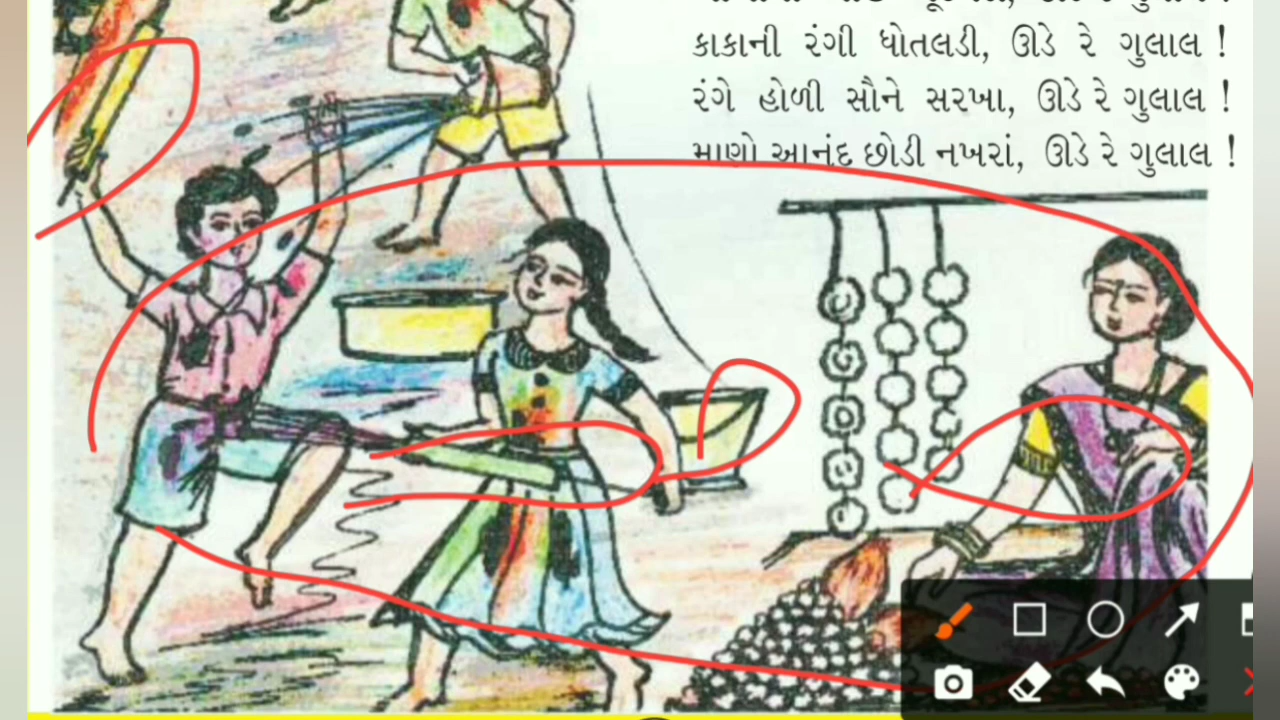 કાકાની રંગી ધોતલડી, ઊડે રે ગુલાલ !
રંગે હોળી સૌને સરખા, ઊડે રે ગુલાલ !
માણો આનંદ છોડી નખરાં, ઊડે રે ગુલાલ !